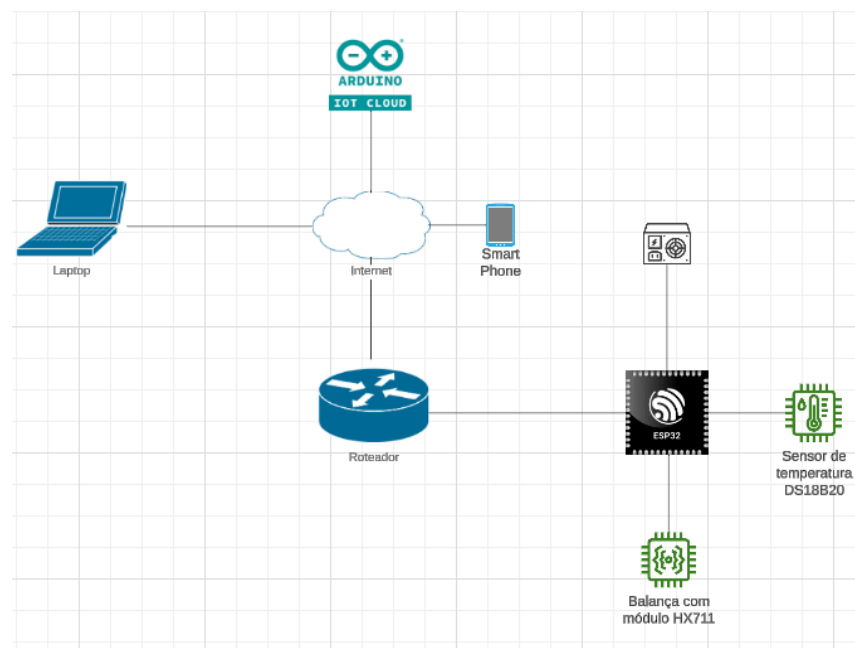 ARDUINO
IOT CLOUD
Laptop
Internet
Smart
Phone
Roteador
ESP32
Sensor de
temperatura
DS18B20
Balança com
módulo HX711